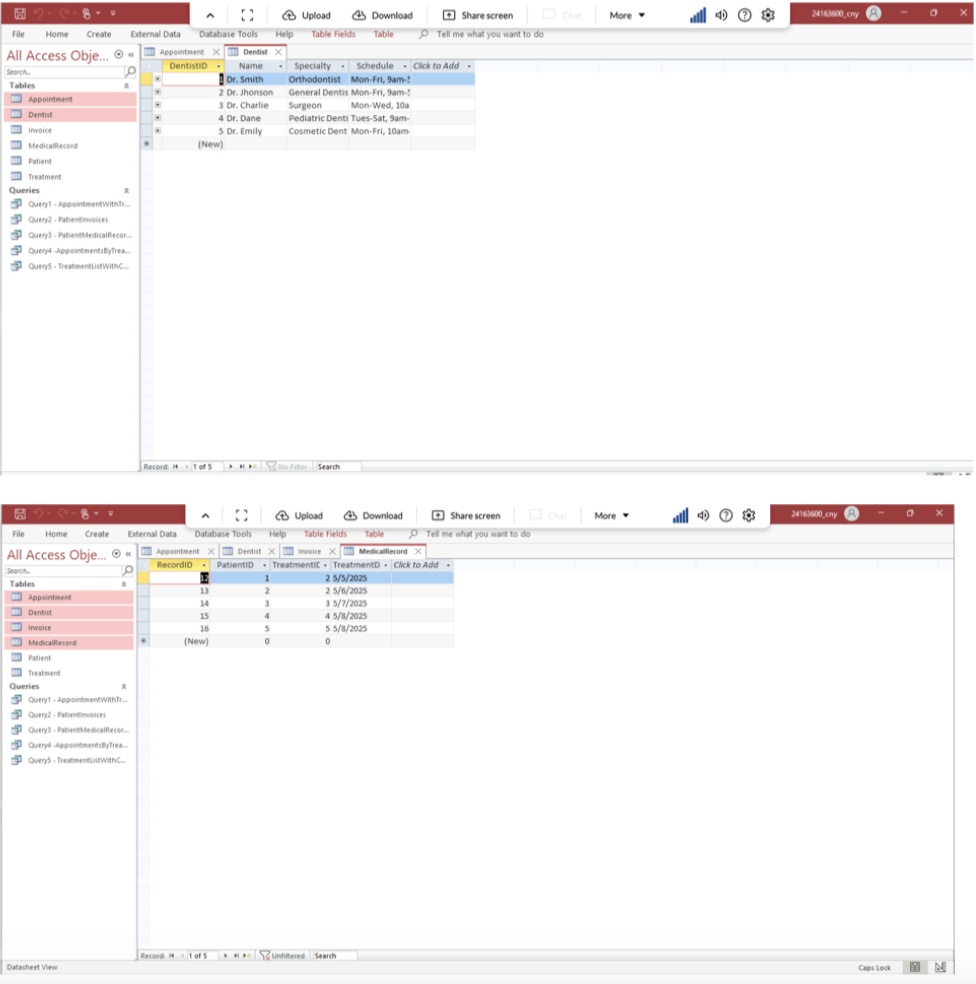 Upload Download Share screen Chat More 24163600_cny
File Home Create External Data Database Tools Help Table Fields Table Tell me what you want to do
All Access Obje... Appointment Dentist
Search...
DentistID Name Specialty Schedule Click to Add
Tables
1 Dr. Smith Orthodontist Mon-Fri, 9am-5
Appointment
2 Dr. Jhonson General Dentis Mon-Fri, 9am-5
Dentist
3 Dr. Charlie Surgeon Mon-Wed, 10a
Invoice
4 Dr. Dane Pediatric Denti Tues-Sat, 9am-
MedicalRecord
5 Dr. Emily Cosmetic Dent Mon-Fri, 10am-
Patient
(New)
Treatment
Queries
Query1 - AppointmentWithTr...
Query2 - PatientInvoices
Query3 - PatientMedicalRecor...
Query4 -AppointmentsByTrea...
Query5 - TreatmentListWithC...
Record: 1 of 5 No Filter Search
Upload Download Share screen Chat More 24163600_cny
File Home Create External Data Database Tools Help Table Fields Table Tell me what you want to do
All Access Obje... Appointment Dentist Invoice MedicalRecord
Search...
RecordID PatientID TreatmentID TreatmentD Click to Add
Tables
12 1 2 5/5/2025
Appointment
13 2 2 5/6/2025
Dentist
14 3 3 5/7/2025
Invoice
15 4 4 5/8/2025
MedicalRecord
16 5 5 5/8/2025
Patient
(New) 0 0
Treatment
Queries
Query1 - AppointmentWithTr...
Query2 - PatientInvoices
Query3 - PatientMedicalRecor...
Query4 -AppointmentsByTrea...
Query5 - TreatmentListWithC...
Record: 1 of 5 Unfiltered Search
Datasheet View Caps Lock